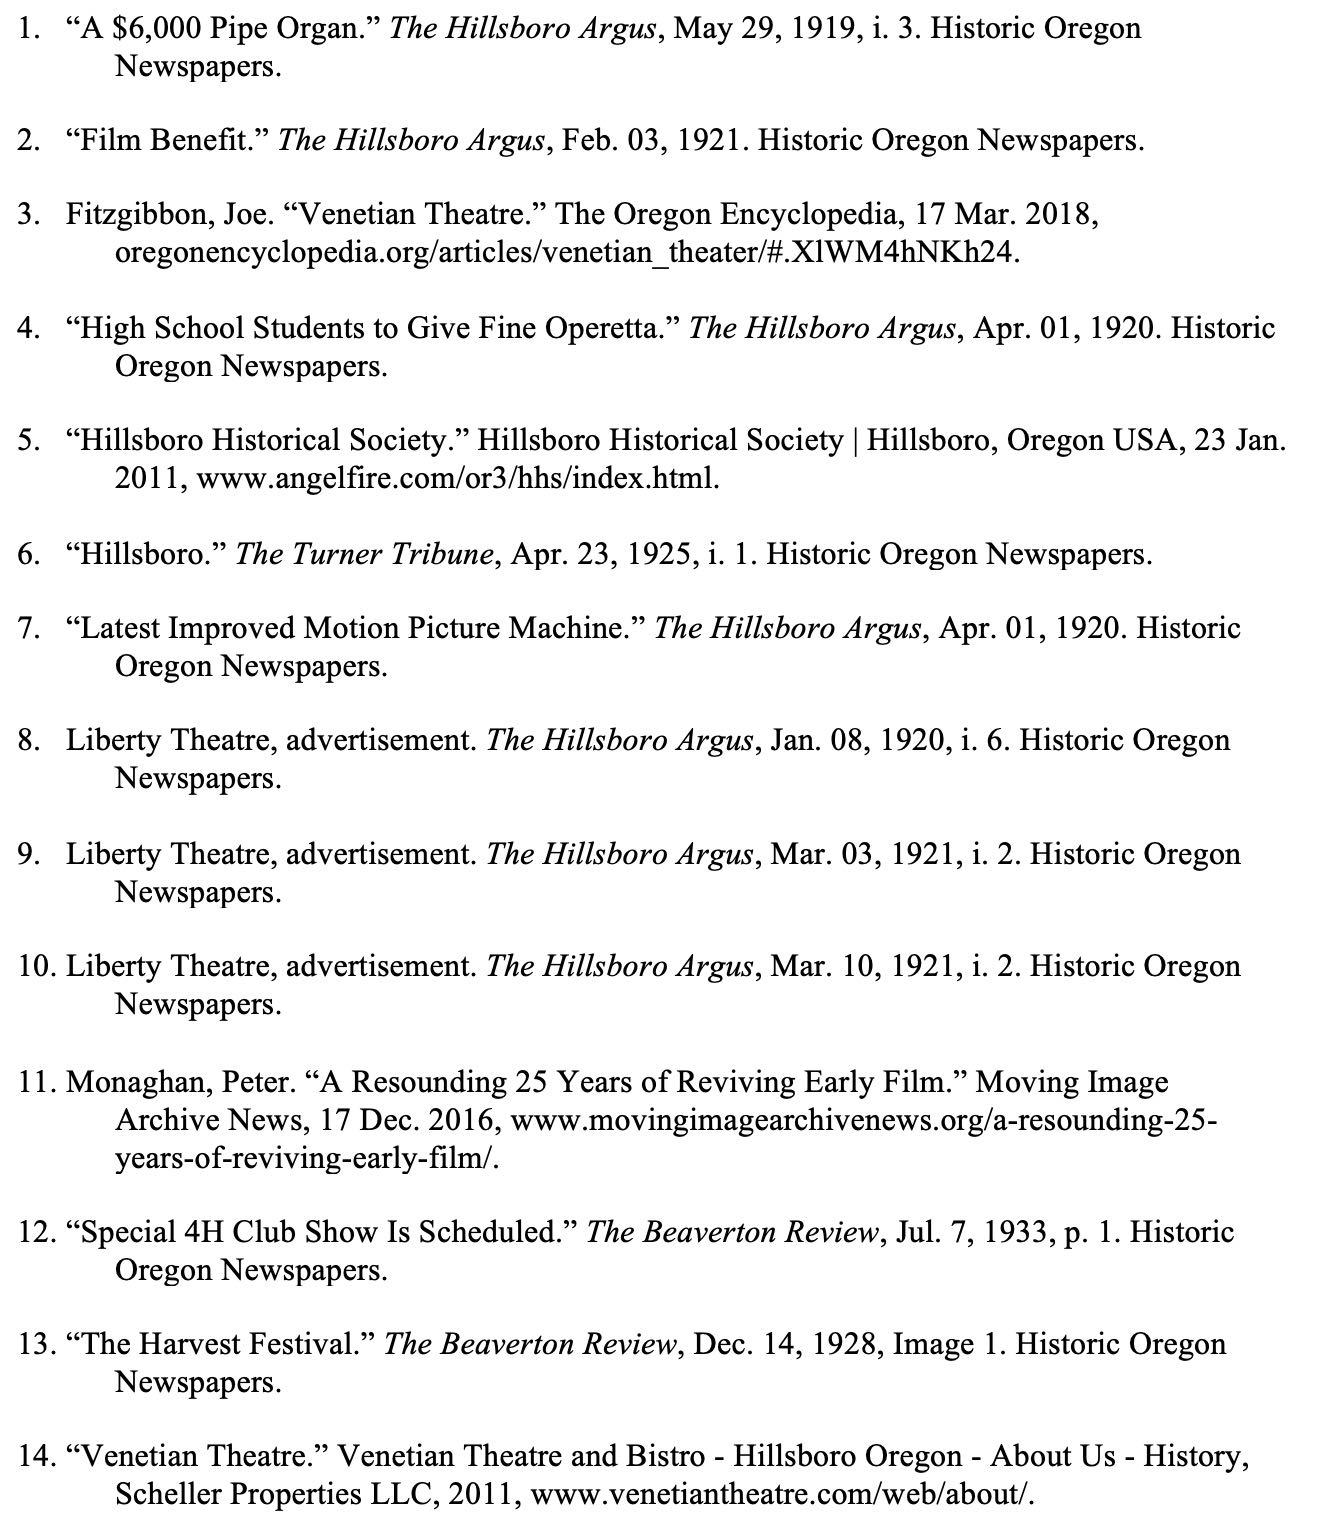 1. “A $6,000 Pipe Organ.” The Hillsboro Argus, May 29, 1919, i. 3. Historic Oregon
Newspapers.
2. “Film Benefit.” The Hillsboro Argus, Feb. 03, 1921. Historic Oregon Newspapers.
3. Fitzgibbon, Joe. “Venetian Theatre.” The Oregon Encyclopedia, 17 Mar. 2018,
oregonencyclopedia.org/articles/venetian_theater/#.XlWM4hNKh24.
4. “High School Students to Give Fine Operetta.” The Hillsboro Argus, Apr. 01, 1920. Historic
Oregon Newspapers.
5. “Hillsboro Historical Society.” Hillsboro Historical Society | Hillsboro, Oregon USA, 23 Jan.
2011, www.angelfire.com/or3/hhs/index.html.
6. “Hillsboro.” The Turner Tribune, Apr. 23, 1925, i. 1. Historic Oregon Newspapers.
7. “Latest Improved Motion Picture Machine.” The Hillsboro Argus, Apr. 01, 1920. Historic
Oregon Newspapers.
8. Liberty Theatre, advertisement. The Hillsboro Argus, Jan. 08, 1920, i. 6. Historic Oregon
Newspapers.
9. Liberty Theatre, advertisement. The Hillsboro Argus, Mar. 03, 1921, i. 2. Historic Oregon
Newspapers.
10. Liberty Theatre, advertisement. The Hillsboro Argus, Mar. 10, 1921, i. 2. Historic Oregon
Newspapers.
11. Monaghan, Peter. “A Resounding 25 Years of Reviving Early Film.” Moving Image
Archive News, 17 Dec. 2016, www.movingimagearchivenews.org/a-resounding-25-
years-of-reviving-early-film/.
12. “Special 4H Club Show Is Scheduled.” The Beaverton Review, Jul. 7, 1933, p. 1. Historic
Oregon Newspapers.
13. “The Harvest Festival.” The Beaverton Review, Dec. 14, 1928, Image 1. Historic Oregon
Newspapers.
14. “Venetian Theatre.” Venetian Theatre and Bistro - Hillsboro Oregon - About Us - History,
Scheller Properties LLC, 2011, www.venetiantheatre.com/web/about/.